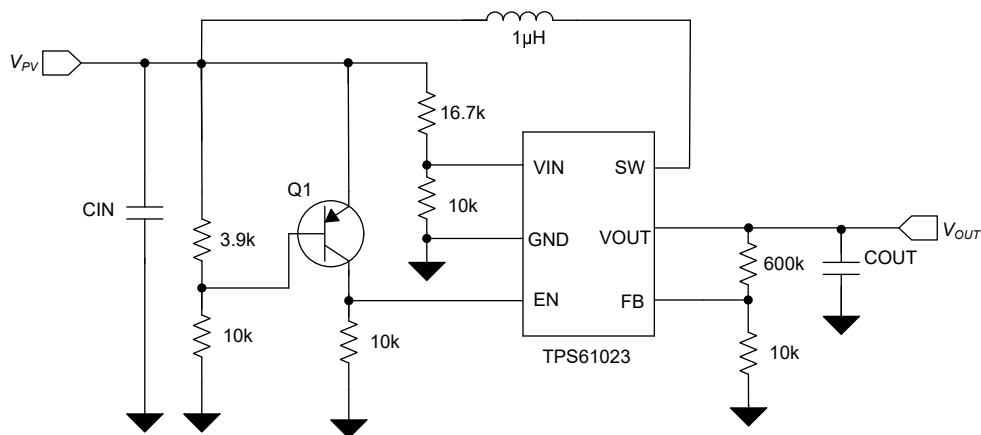 1µH
V_PV
16.7k
VIN
SW
Q1
CIN
10k
3.9k
GND
VOUT
V_OUT
600k
COUT
EN
FB
10k
10k
10k
TPS61023